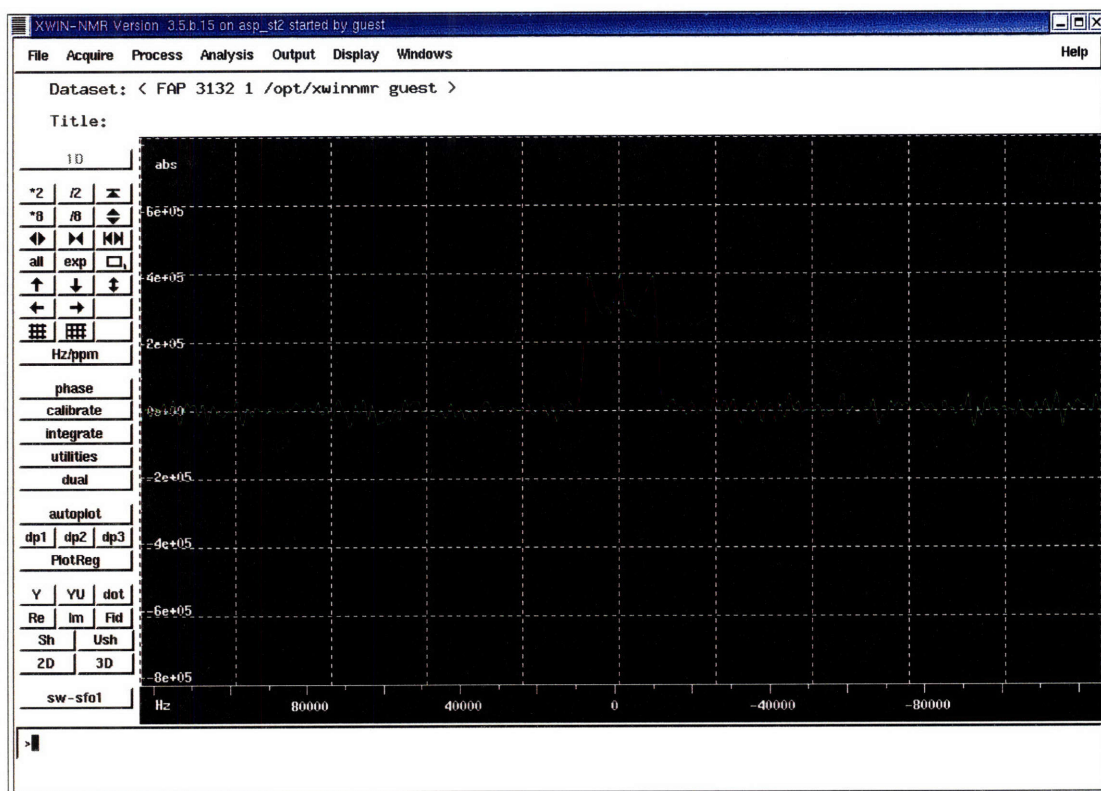 XWIN-NMR Version 3.5.b.15 on asp_st2 started by guest
File Acquire Process Analysis Output Display Windows Help
Dataset: < FAP 3132 1 /opt/xwinnmr guest >
Title:
1D
abs
*2 /2
*8 /8
6e+05
all exp
4e+05
2e+05
Hz/ppm
phase
calibrate
0e+00
integrate
utilities
dual
-2e+05
autoplot
dp1 dp2 dp3
-4e+05
PlotReg
Y YU dot
Re Im Fid
-6e+05
Sh Ush
2D 3D
-8e+05
sw-sfo1
Hz 80000 40000 0 -40000 -80000
>